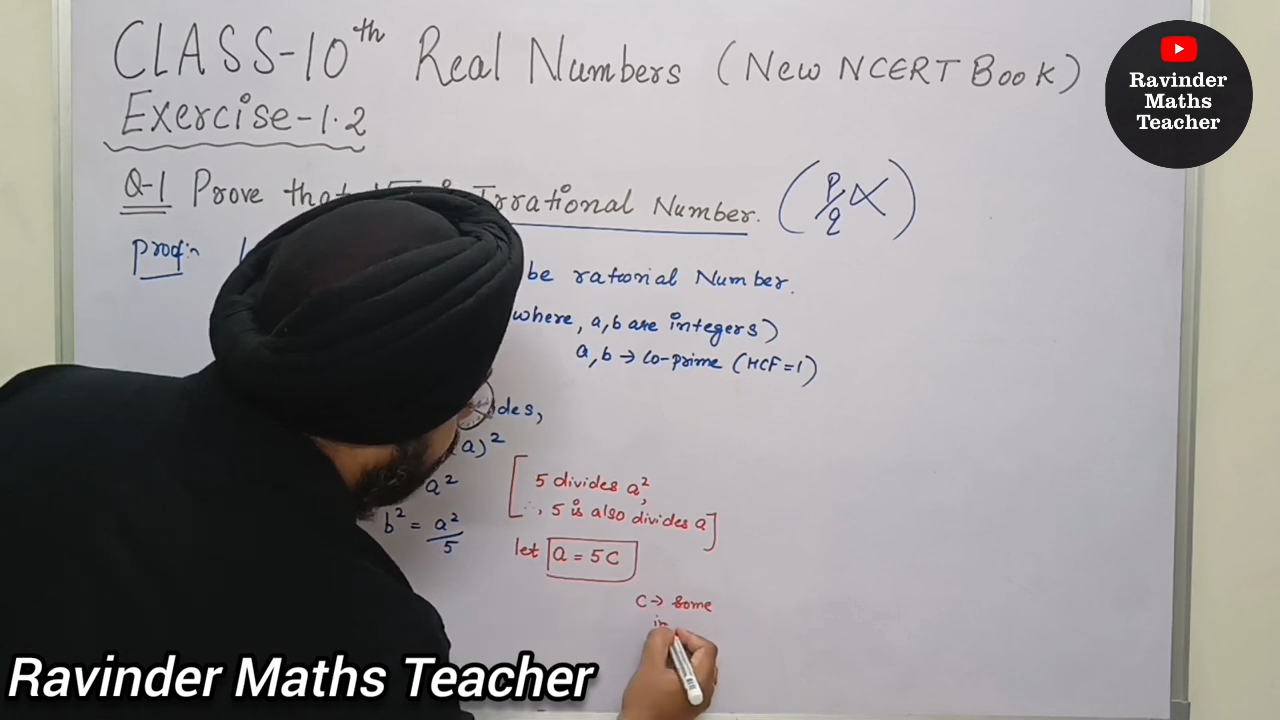 CLASS-10th Real Numbers (New NCERT Book)
Exercise-1.2
Q-1 Prove that Irrational Number. (p/q ×)
proof:-
be rational Number.
where, a,b are integers)
a,b → Co-prime (HCF=1)
des,
a)²
a²
b² = a²/5
[5 divides a²,
∴, 5 is also divides a]
let a = 5C
C → Some
in
Ravinder
Maths
Teacher
Ravinder Maths Teacher